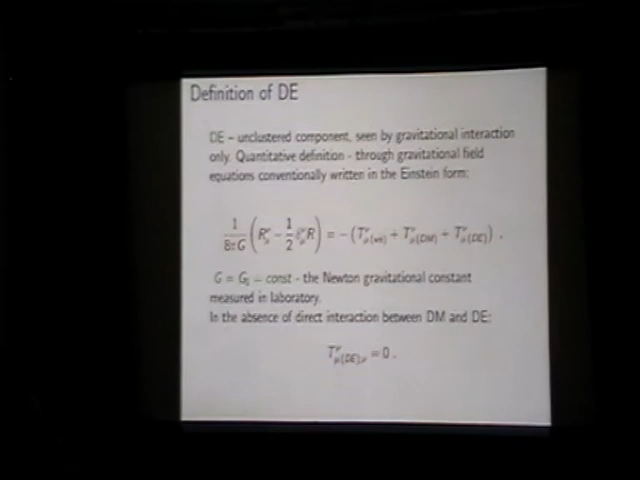 Definition of DE
DE – unclustered component, seen by gravitational interaction
only. Quantitative definition - through gravitational field
equations conventionally written in the Einstein form:
1/8πG (R^ν_μ − 1/2 δ^ν_μ R) = −(T^ν_μ(vis) + T^ν_μ(DM) + T^ν_μ(DE)) .
G = G₀ = const - the Newton gravitational constant
measured in laboratory.
In the absence of direct interaction between DM and DE:
T^ν_μ(DE);ν = 0 .